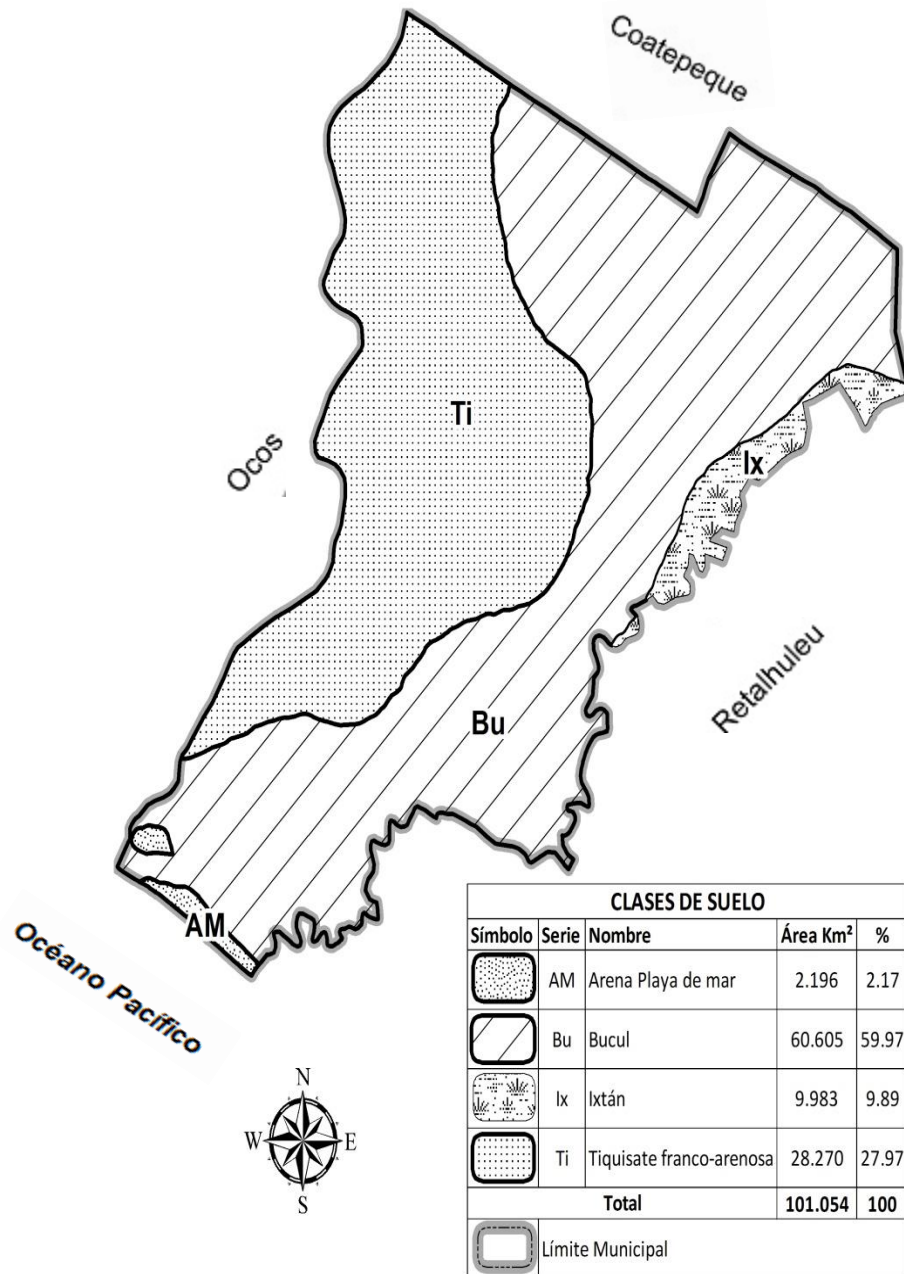 Coatepeque
Ti
Ocos
Ix
Retalhuleu
Bu
AM
Océano Pacífico
N
W E
S
CLASES DE SUELO
Símbolo Serie Nombre Área Km² %
AM Arena Playa de mar 2.196 2.17
Bu Bucul 60.605 59.97
Ix Ixtán 9.983 9.89
Ti Tiquisate franco-arenosa 28.270 27.97
Total 101.054 100
Límite Municipal